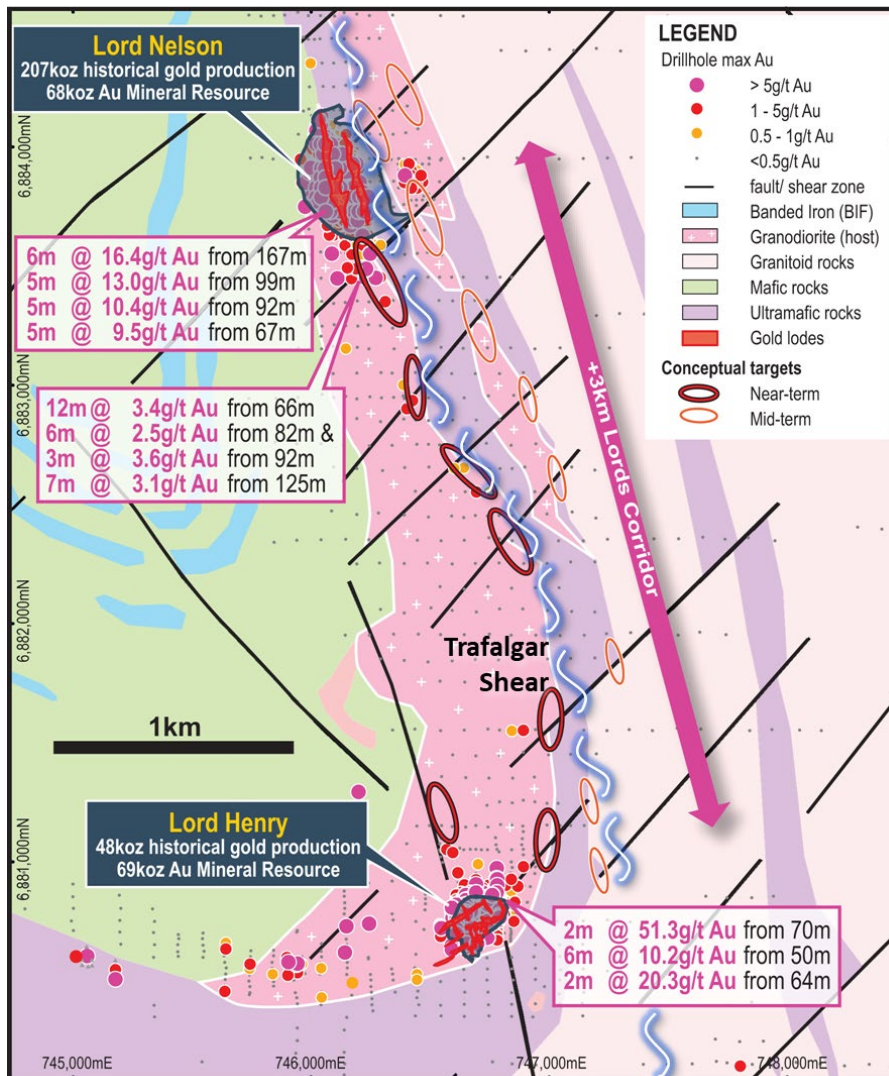 Lord Nelson
207koz historical gold production
68koz Au Mineral Resource
LEGEND
Drillhole max Au
> 5g/t Au
1 - 5g/t Au
0.5 - 1g/t Au
<0.5g/t Au
fault/ shear zone
Banded Iron (BIF)
Granodiorite (host)
Granitoid rocks
Mafic rocks
Ultramafic rocks
Gold lodes
Conceptual targets
Near-term
Mid-term
6,884,000mN
6m @ 16.4g/t Au from 167m
5m @ 13.0g/t Au from 99m
5m @ 10.4g/t Au from 92m
5m @ 9.5g/t Au from 67m
6,883,000mN
12m @ 3.4g/t Au from 66m
6m @ 2.5g/t Au from 82m &
3m @ 3.6g/t Au from 92m
7m @ 3.1g/t Au from 125m
+3km Lords Corridor
6,882,000mN
Trafalgar
Shear
1km
Lord Henry
48koz historical gold production
69koz Au Mineral Resource
6,881,000mN
2m @ 51.3g/t Au from 70m
6m @ 10.2g/t Au from 50m
2m @ 20.3g/t Au from 64m
745,000mE
746,000mE
747,000mE
748,000mE